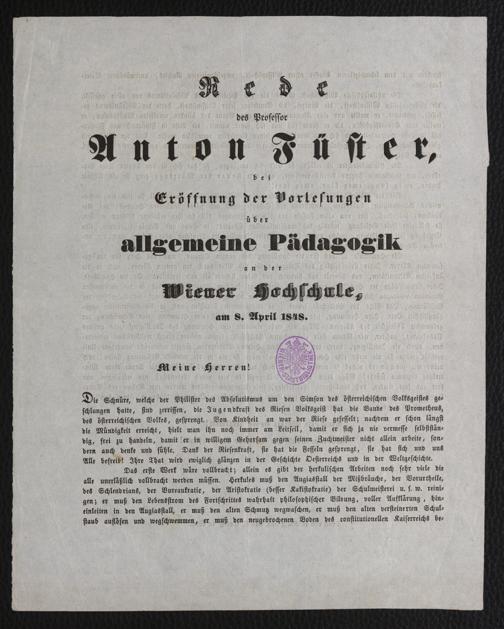 Rede
des Professor
Anton Füster,
bei
Eröffnung der Vorlesungen
über
allgemeine Pädagogik
an der
Wiener Hochschule,
am 8. April 1848.
Meine Herren!
Die Schnüre, welche der Philister des Absolutismus um den Simson des österreichischen Volksgeistes ge-
schlungen hatte, sind zerrissen, die Jugendkraft des Riesen Volksgeist hat die Bande des Prometheus,
des österreichischen Volks, gesprengt. Von Kindheit an war der Riese gefesselt; nachdem er schon längst
die Mündigkeit erreicht, hielt man ihn noch immer am Leitseil, damit er sich ja nie vermesse selbststän-
dig, frei zu handeln, damit er in willigem Gehorsam gegen seinen Zuchtmeister nicht allein arbeite, son-
dern auch denke und fühle. Dank der Riesenkraft, sie hat die Fesseln gesprengt, sie hat sich und uns
Alle befreit! Ihre That wird ewiglich glänzen in der Geschichte Oesterreichs und in der Weltgeschichte.
Das erste Werk wäre vollbracht; allein es gibt der herkulischen Arbeiten noch sehr viele die
alle unerläßlich vollbracht werden müssen. Herkules muß den Augiasstall der Mißbräuche, der Vorurtheile,
des Schlendrians, der Bureaukratie, der Aristokratie (besser Kakistokratie) der Schulmeisterei u. s. w. reini-
gen; er muß den Lebensstrom des Fortschrittes wahrhaft philosophischer Bildung, voller Aufklärung, hin-
einleiten in den Augiasstall, er muß den alten Schmutz wegwaschen, er muß den alten versteinerten Schul-
staub auflösen und wegschwemmen, er muß den neugebrochenen Boden des constitutionellen Kaiserreichs be-